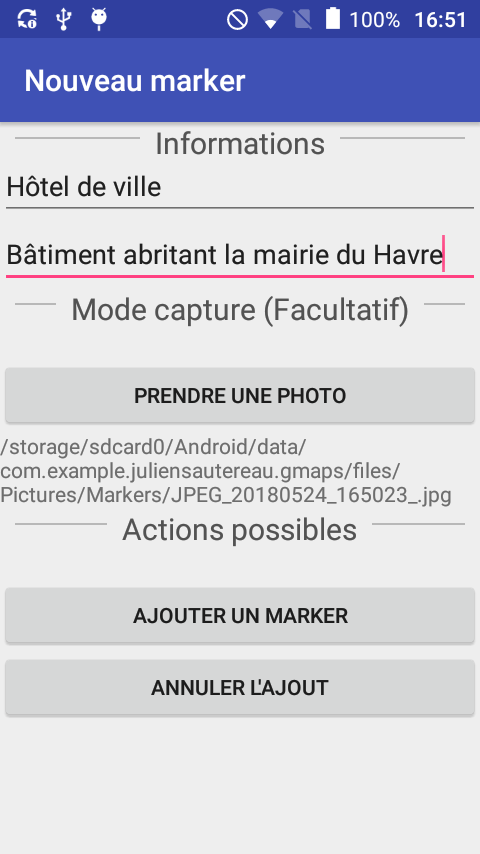 100% 16:51
Nouveau marker
Informations
Hôtel de ville
Bâtiment abritant la mairie du Havre
Mode capture (Facultatif)
PRENDRE UNE PHOTO
/storage/sdcard0/Android/data/
com.example.juliensautereau.gmaps/files/
Pictures/Markers/JPEG_20180524_165023_.jpg
Actions possibles
AJOUTER UN MARKER
ANNULER L'AJOUT